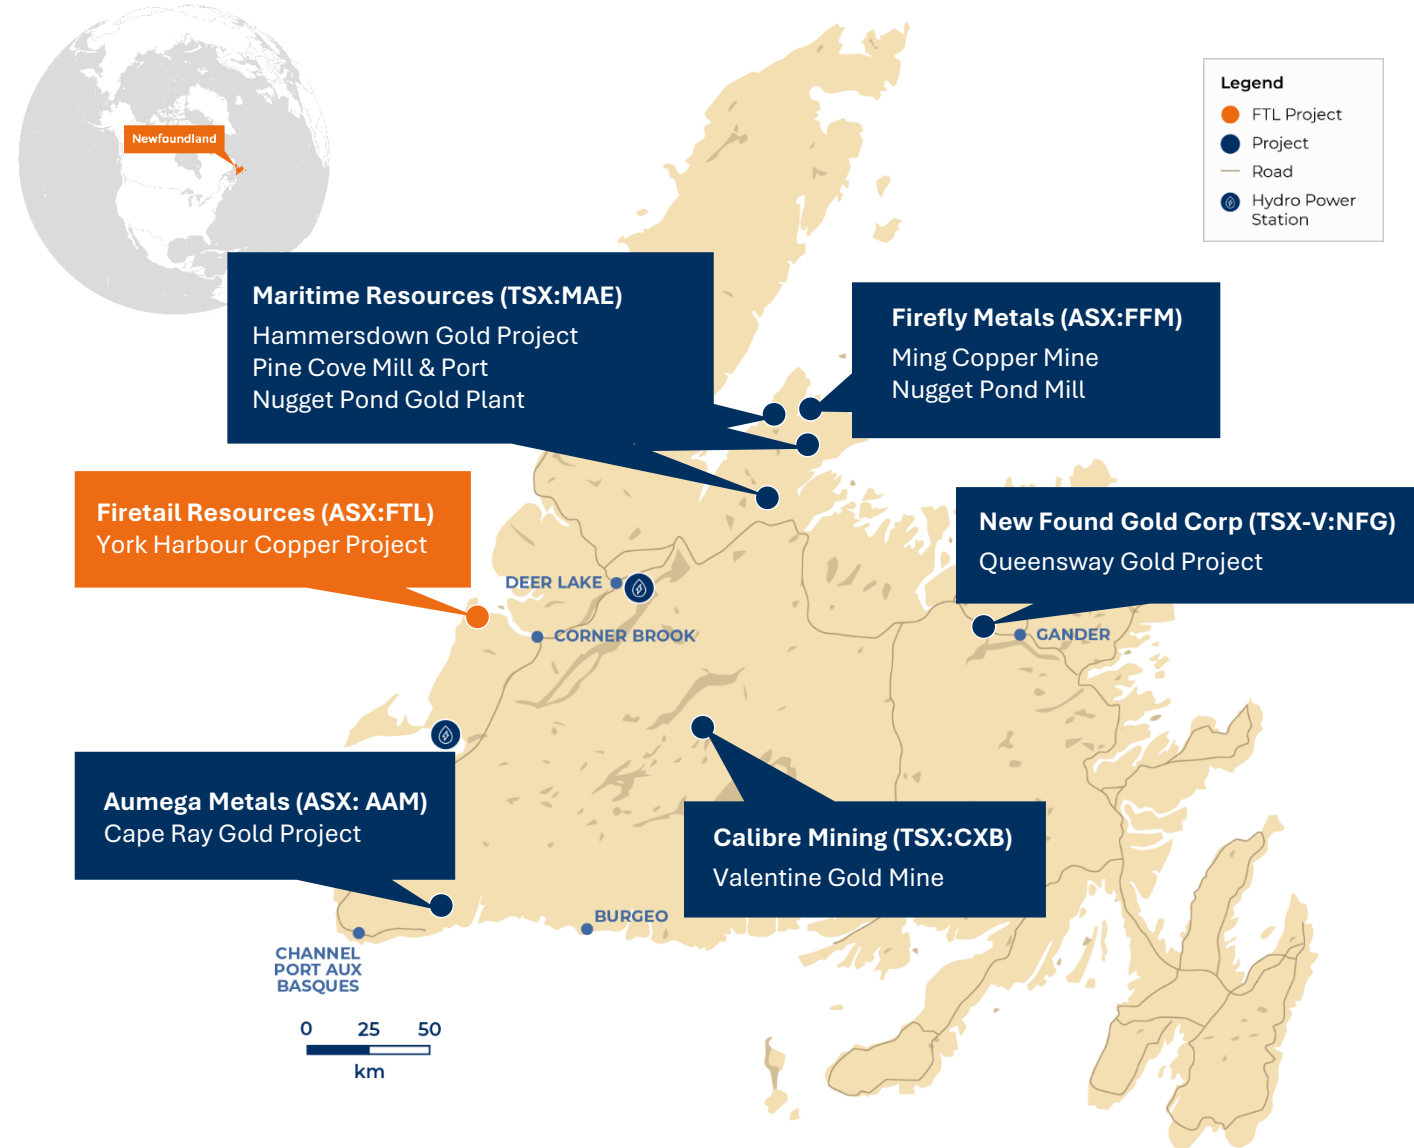 Newfoundland
Legend
FTL Project
Project
Road
Hydro Power
Station
Maritime Resources (TSX:MAE)
Hammersdown Gold Project
Pine Cove Mill & Port
Nugget Pond Gold Plant
Firefly Metals (ASX:FFM)
Ming Copper Mine
Nugget Pond Mill
Firetail Resources (ASX:FTL)
York Harbour Copper Project
New Found Gold Corp (TSX-V:NFG)
Queensway Gold Project
DEER LAKE
CORNER BROOK
GANDER
Aumega Metals (ASX: AAM)
Cape Ray Gold Project
Calibre Mining (TSX:CXB)
Valentine Gold Mine
BURGEO
CHANNEL
PORT AUX
BASQUES
0 25 50
km